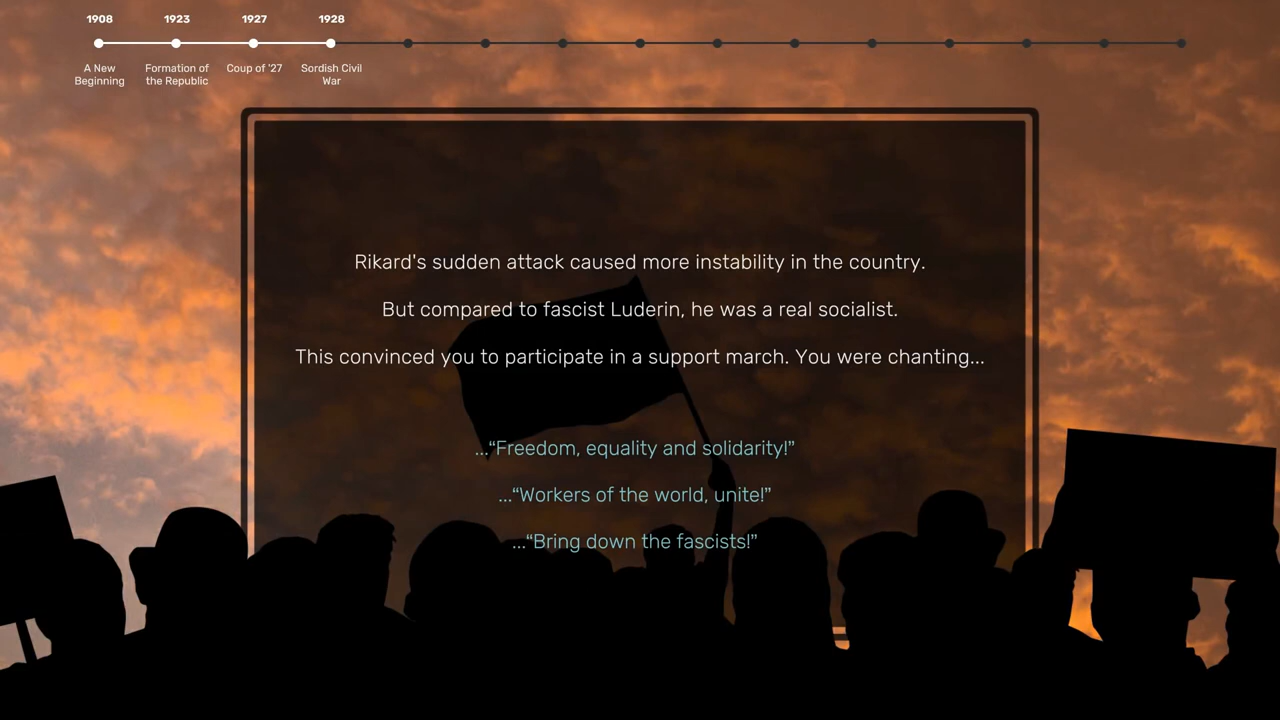 1908 1923 1927 1928
A New Formation of Coup of '27 Sordish Civil
Beginning the Republic War
Rikard's sudden attack caused more instability in the country.
But compared to fascist Luderin, he was a real socialist.
This convinced you to participate in a support march. You were chanting...
...“Freedom, equality and solidarity!”
...“Workers of the world, unite!”
...“Bring down the fascists!”